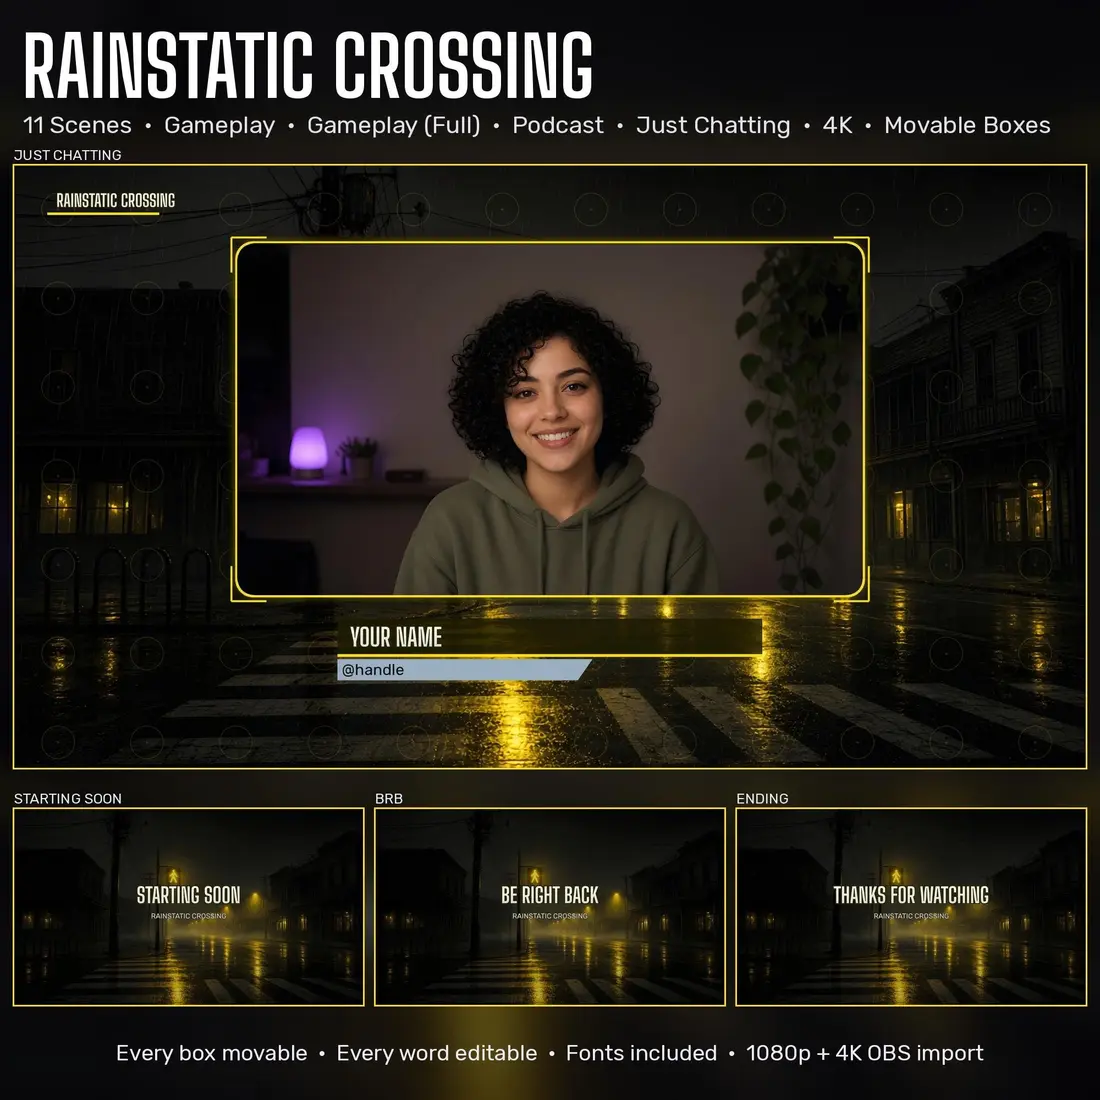 RAINSTATIC CROSSING
11 Scenes • Gameplay • Gameplay (Full) • Podcast • Just Chatting • 4K • Movable Boxes
JUST CHATTING
RAINSTATIC CROSSING
YOUR NAME
@handle
STARTING SOON
BRB
ENDING
STARTING SOON
RAINSTATIC CROSSING
BE RIGHT BACK
RAINSTATIC CROSSING
THANKS FOR WATCHING
RAINSTATIC CROSSING
Every box movable • Every word editable • Fonts included • 1080p + 4K OBS import